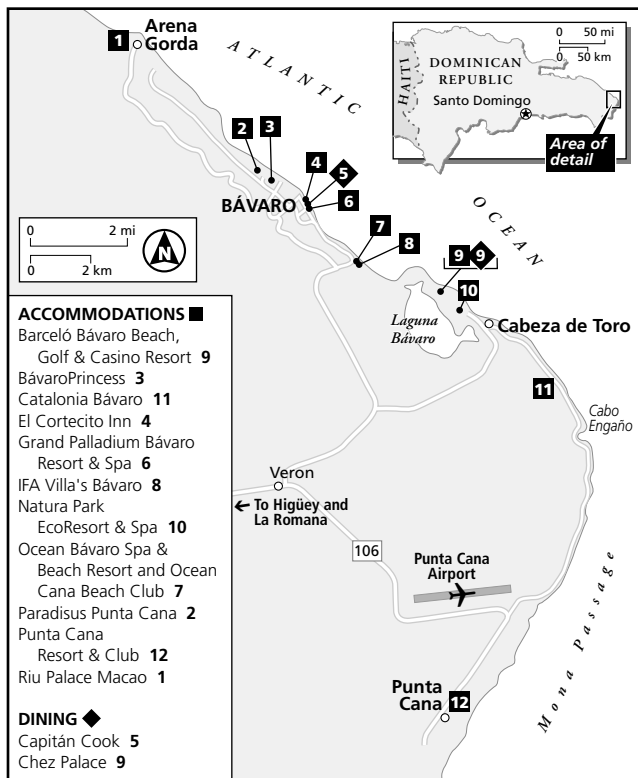 1
Arena
Gorda
ATLANTIC
OCEAN
0 50 mi
0 50 km
HAITI
DOMINICAN
REPUBLIC
Santo Domingo
Area of
detail
2
3
4
5
BÁVARO
6
7
8
9 9
10
Laguna
Bávaro
Cabeza de Toro
11
Cabo
Engaño
0 2 mi
0 2 km
N
Veron
To Higüey and
La Romana
106
Punta Cana
Airport
Punta
Cana
12
Mona Passage
ACCOMMODATIONS
Barceló Bávaro Beach,
Golf & Casino Resort 9
BávaroPrincess 3
Catalonia Bávaro 11
El Cortecito Inn 4
Grand Palladium Bávaro
Resort & Spa 6
IFA Villa's Bávaro 8
Natura Park
EcoResort & Spa 10
Ocean Bávaro Spa &
Beach Resort and Ocean
Cana Beach Club 7
Paradisus Punta Cana 2
Punta Cana
Resort & Club 12
Riu Palace Macao 1
DINING
Capitán Cook 5
Chez Palace 9